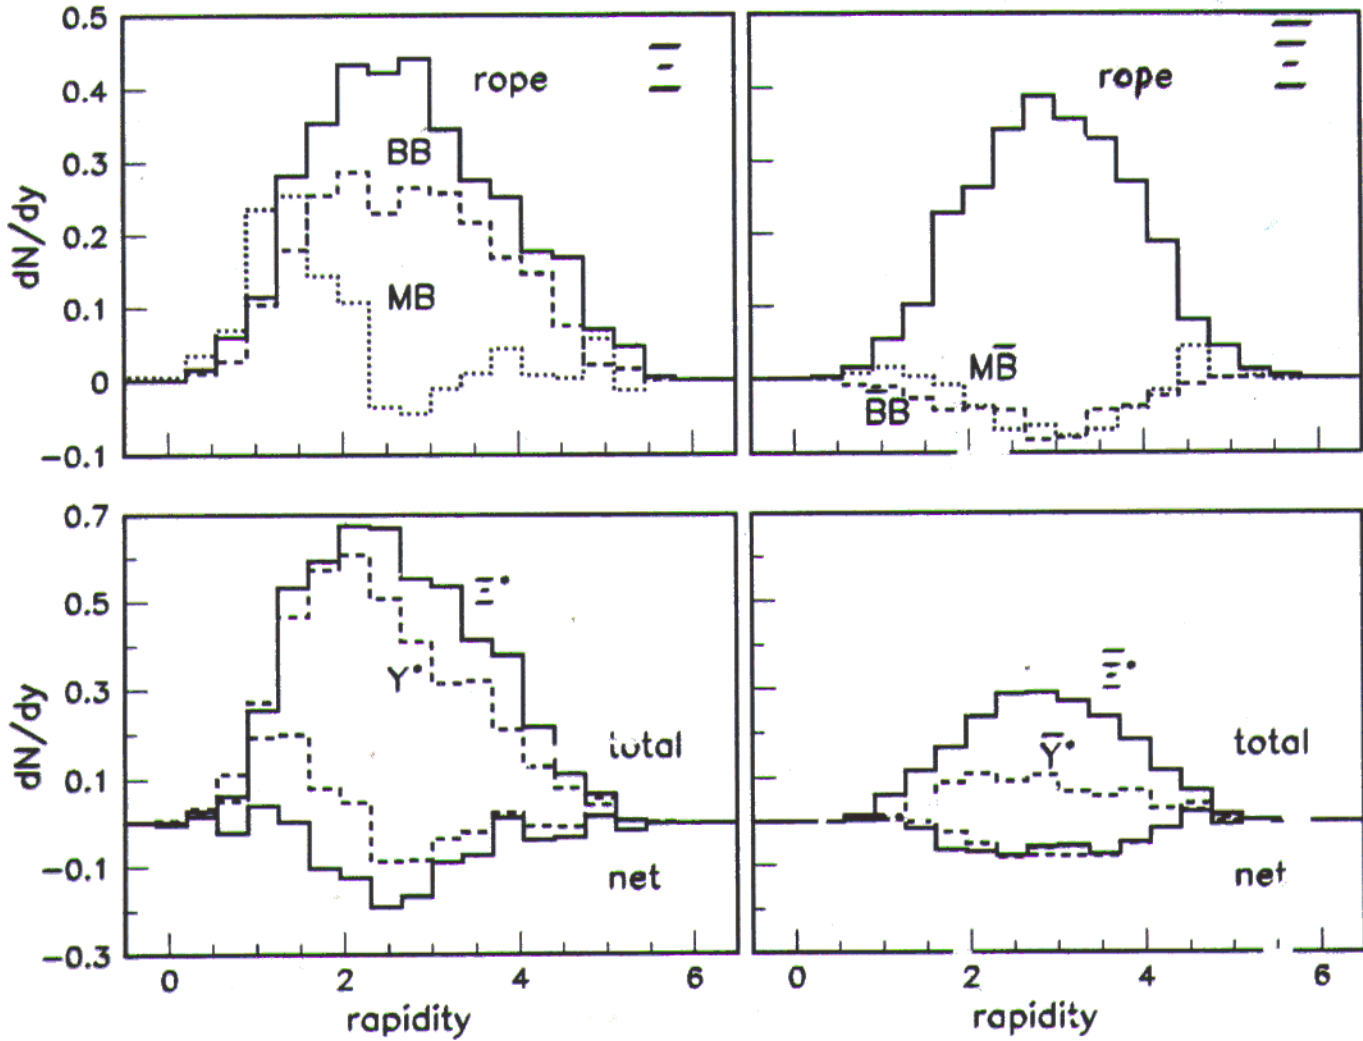 0.5
0.4
0.3
0.2
0.1
0
−0.1
dN/dy
rope
Ξ
BB
MB
rope
Ξ̅
MB̅
B̅B
0.7
0.5
0.3
0.1
−0.1
−0.3
dN/dy
Ξ*
Y*
total
net
Ξ̅*
Y̅*
total
net
0 2 4
rapidity
0 2 4 6
rapidity